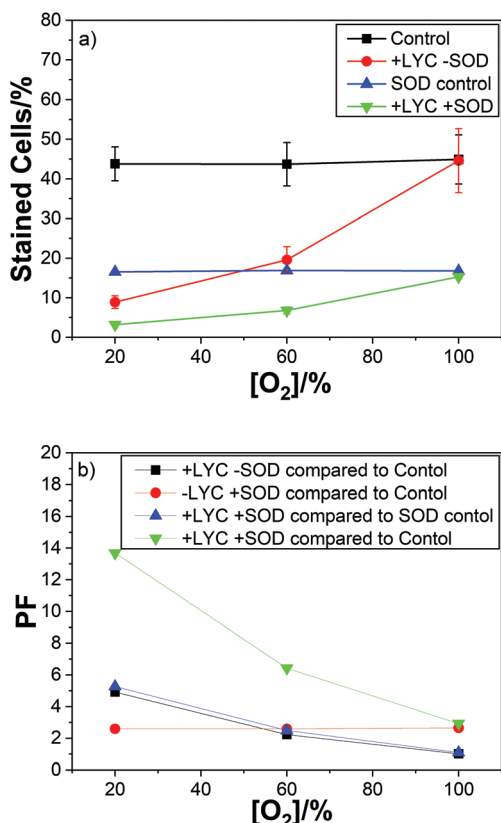 a)
Control
+LYC -SOD
SOD control
+LYC +SOD
Stained Cells/%
80
70
60
50
40
30
20
10
0
20 40 60 80 100
[O₂]/%
b)
+LYC -SOD compared to Contol
-LYC +SOD compared to Contol
+LYC +SOD compared to SOD contol
+LYC +SOD compared to Contol
PF
20
18
16
14
12
10
8
6
4
2
0
20 40 60 80 100
[O₂]/%